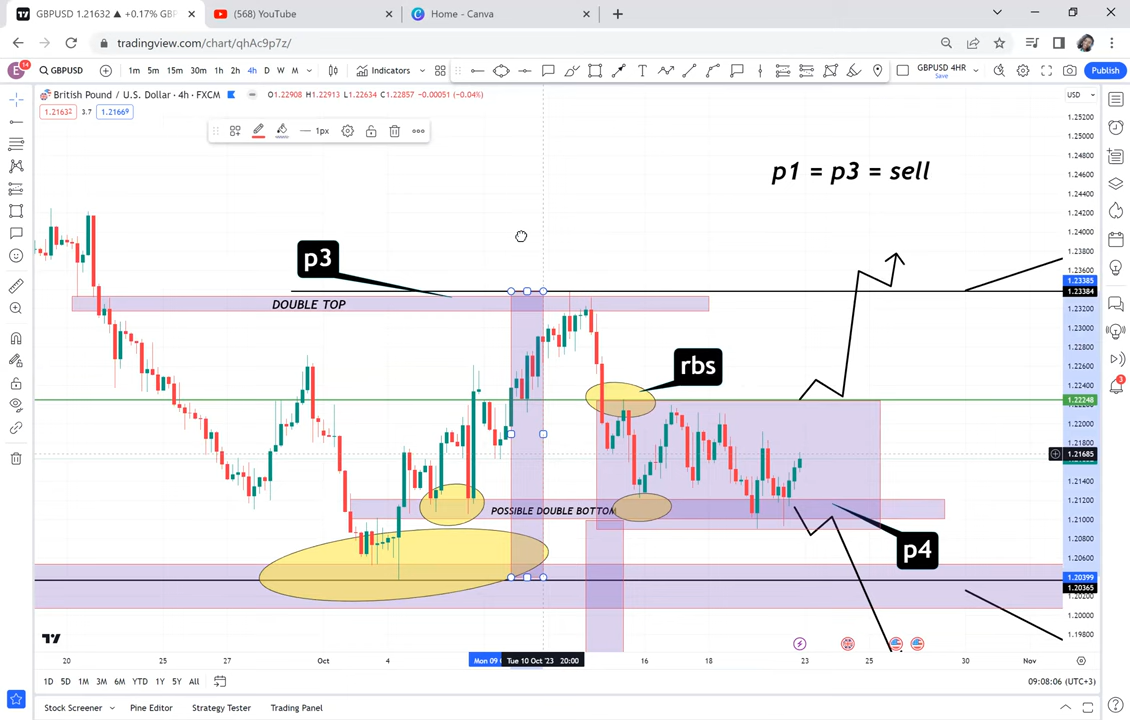 GBPUSD 1.21632 ▲ +0.17% GBP
(568) YouTube
Home - Canva
tradingview.com/chart/qhAc9p7z/
E 14
GBPUSD
1m 5m 15m 30m 1h 2h 4h D W M
Indicators
GBPUSD 4HR
Save
Publish
British Pound / U.S. Dollar · 4h · FXCM
O1.22908 H1.22913 L1.22634 C1.22857 -0.00051 (-0.04%)
USD
1.21632 3.7 1.21669
1px
p1 = p3 = sell
p3
DOUBLE TOP
rbs
POSSIBLE DOUBLE BOTTOM
p4
1.25200
1.25000
1.24800
1.24600
1.24400
1.24200
1.24000
1.23800
1.23600
1.23385
1.23384
1.23200
1.23000
1.22800
1.22600
1.22400
1.22248
1.22000
1.21800
1.21685
1.21400
1.21200
1.21000
1.20800
1.20600
1.20399
1.20365
1.20200
1.20000
1.19800
3
20 25 27 Oct 4 Mon 09 Tue 10 Oct '23 20:00 16 18 23 25 30 Nov
1D 5D 1M 3M 6M YTD 1Y 5Y All
09:08:06 (UTC+3)
Stock Screener Pine Editor Strategy Tester Trading Panel